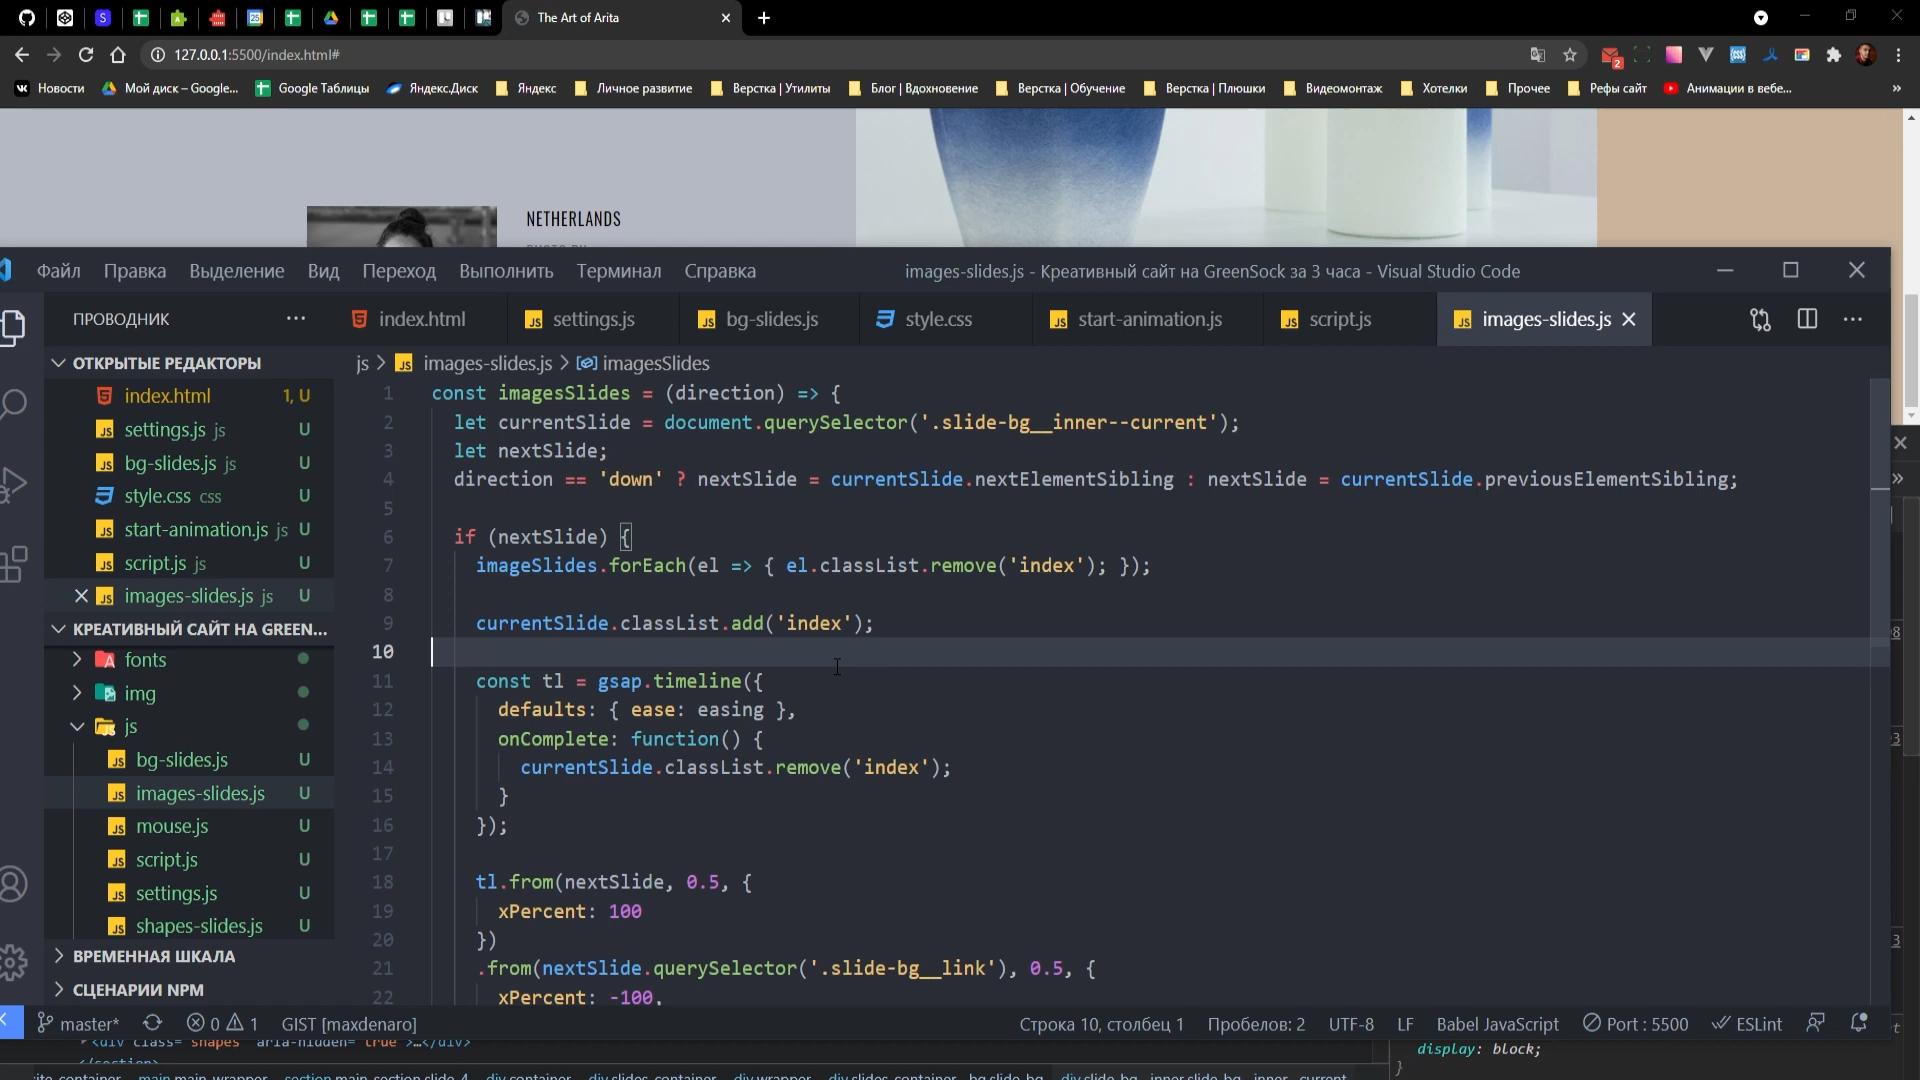 The Art of Arita
127.0.0.1:5500/index.html#
Новости
Мой диск – Google...
Google Таблицы
Яндекс.Диск
Яндекс
Личное развитие
Верстка | Утилиты
Блог | Вдохновение
Верстка | Обучение
Верстка | Плюшки
Видеомонтаж
Хотелки
Прочее
Рефы сайт
Анимации в вебе...
NETHERLANDS
Файл Правка Выделение Вид Переход Выполнить Терминал Справка
images-slides.js - Креативный сайт на GreenSock за 3 часа - Visual Studio Code
ПРОВОДНИК
index.html
settings.js
bg-slides.js
style.css
start-animation.js
script.js
images-slides.js
ОТКРЫТЫЕ РЕДАКТОРЫ
index.html 1, U
settings.js js U
bg-slides.js js U
style.css css U
start-animation.js js U
script.js js U
images-slides.js js U
КРЕАТИВНЫЙ САЙТ НА GREEN...
fonts
img
js
bg-slides.js U
images-slides.js U
mouse.js U
script.js U
settings.js U
shapes-slides.js U
ВРЕМЕННАЯ ШКАЛА
СЦЕНАРИИ NPM
js > images-slides.js > imagesSlides
1 const imagesSlides = (direction) => {
2 let currentSlide = document.querySelector('.slide-bg__inner--current');
3 let nextSlide;
4 direction == 'down' ? nextSlide = currentSlide.nextElementSibling : nextSlide = currentSlide.previousElementSibling;
5
6 if (nextSlide) {
7 imageSlides.forEach(el => { el.classList.remove('index'); });
8
9 currentSlide.classList.add('index');
10
11 const tl = gsap.timeline({
12 defaults: { ease: easing },
13 onComplete: function() {
14 currentSlide.classList.remove('index');
15 }
16 });
17
18 tl.from(nextSlide, 0.5, {
19 xPercent: 100
20 })
21 .from(nextSlide.querySelector('.slide-bg__link'), 0.5, {
22 xPercent: -100,
master* 0 1 GIST [maxdenaro]
Строка 10, столбец 1 Пробелов: 2 UTF-8 LF Babel JavaScript Port : 5500 ESLint
display: block;
}